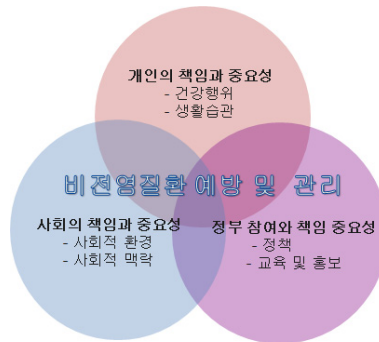 개인의 책임과 중요성
- 건강행위
- 생활습관
비전염질환 예방 및 관리
사회의 책임과 중요성
- 사회적 환경
- 사회적 맥락
정부 참여와 책임 중요성
- 정책
- 교육 및 홍보